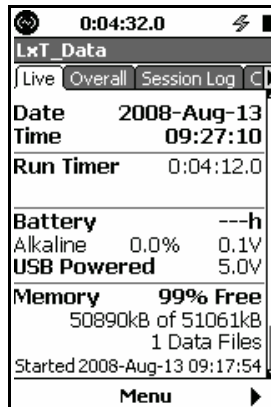 0:04:32.0
LxT_Data
Live Overall Session Log C
Date 2008-Aug-13
Time 09:27:10
Run Timer 0:04:12.0
Battery ---h
Alkaline 0.0% 0.1V
USB Powered 5.0V
Memory 99% Free
50890kB of 51061kB
1 Data Files
Started 2008-Aug-13 09:17:54
Menu